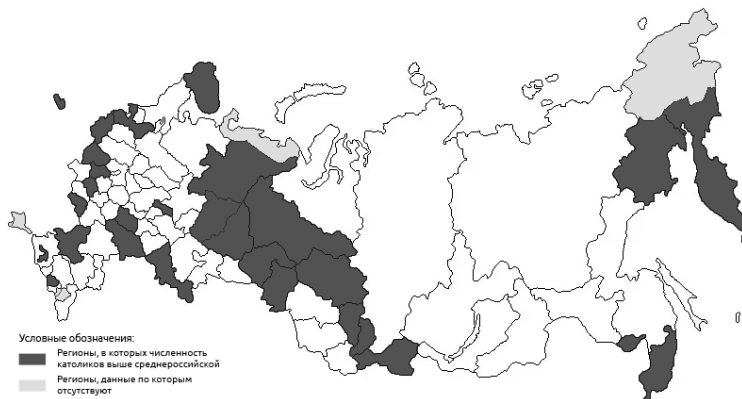 Условные обозначения:
Регионы, в которых численность
католиков выше среднероссийской
Регионы, данные по которым
отсутствуют